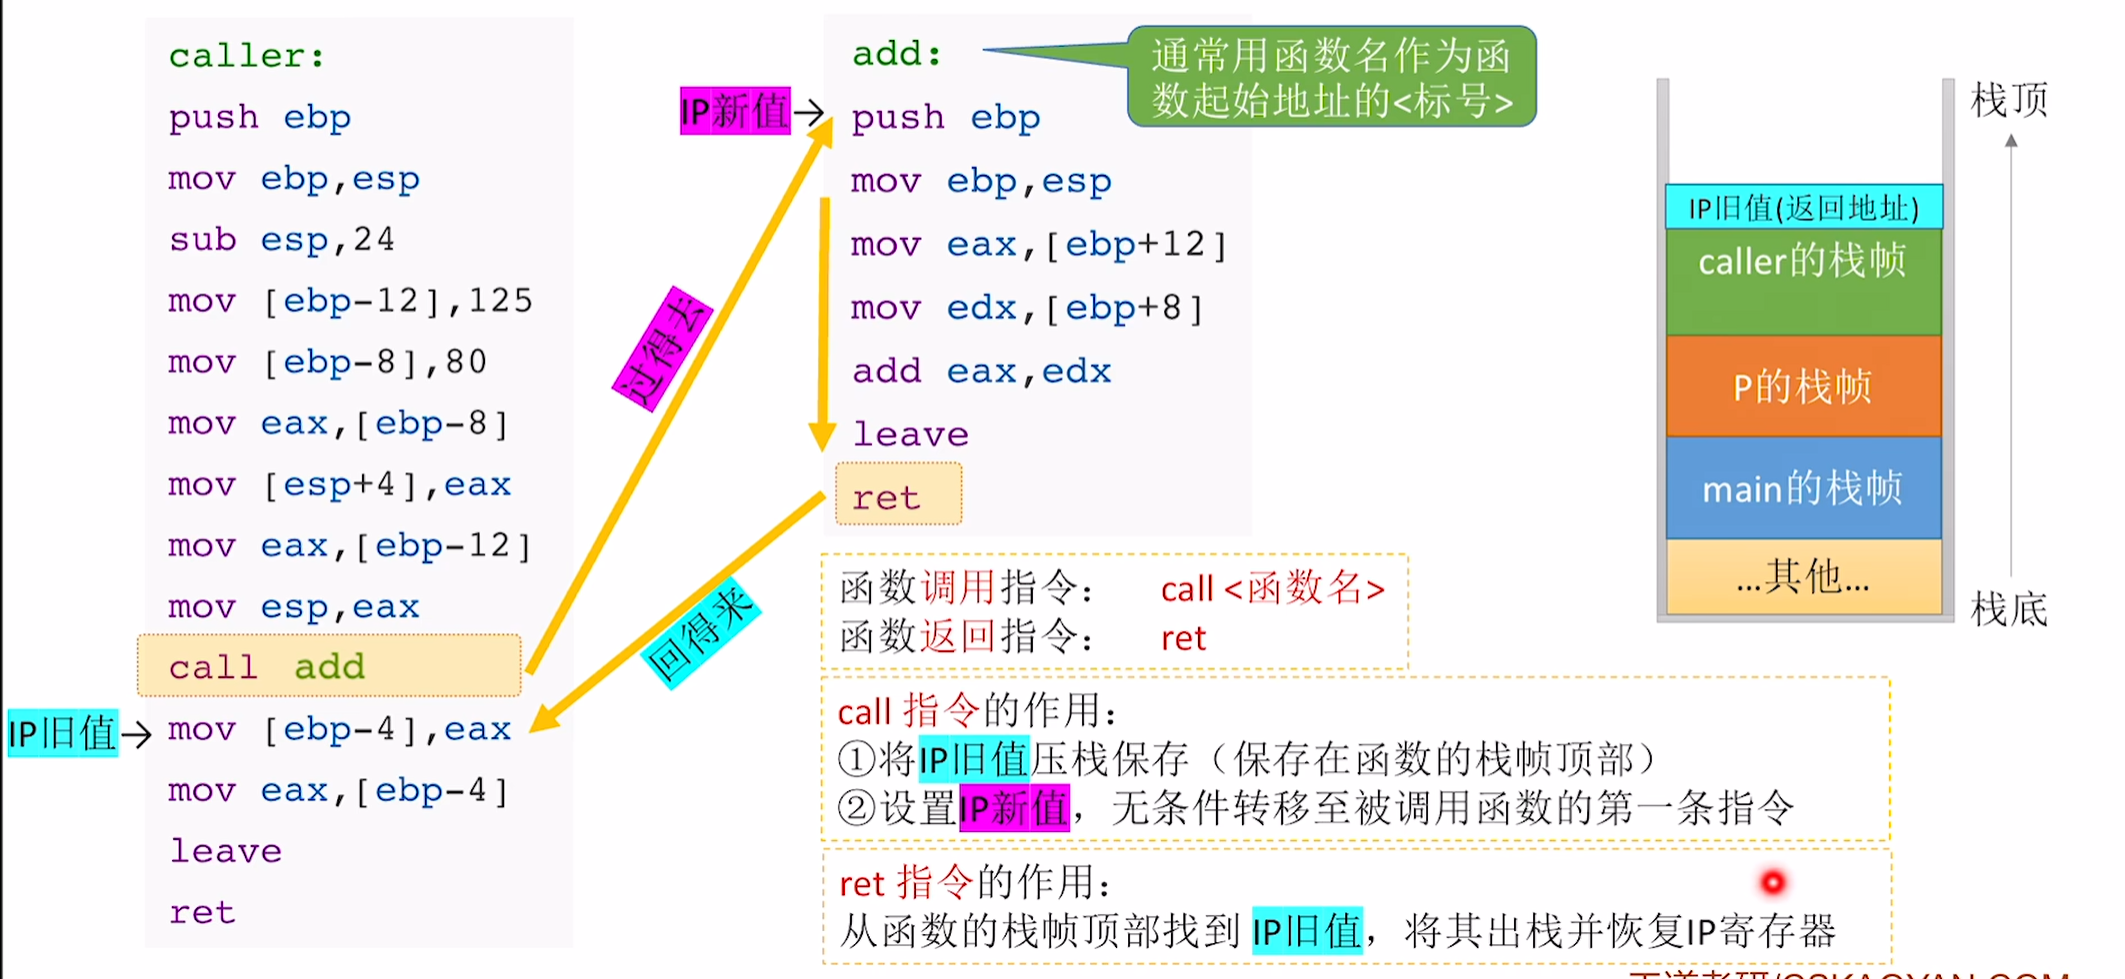 caller:
push ebp
mov ebp,esp
sub esp,24
mov [ebp-12],125
mov [ebp-8],80
mov eax,[ebp-8]
mov [esp+4],eax
mov eax,[ebp-12]
mov esp,eax
call add
IP旧值→ mov [ebp-4],eax
mov eax,[ebp-4]
leave
ret
过得去
回得来
add:
IP新值→ push ebp
mov ebp,esp
mov eax,[ebp+12]
mov edx,[ebp+8]
add eax,edx
leave
ret
通常用函数名作为函
数起始地址的<标号>
函数调用指令： call <函数名>
函数返回指令： ret
call 指令的作用：
①将IP旧值压栈保存（保存在函数的栈帧顶部）
②设置IP新值，无条件转移至被调用函数的第一条指令
ret 指令的作用：
从函数的栈帧顶部找到 IP旧值，将其出栈并恢复IP寄存器
栈顶
IP旧值(返回地址)
caller的栈帧
P的栈帧
main的栈帧
...其他...
栈底